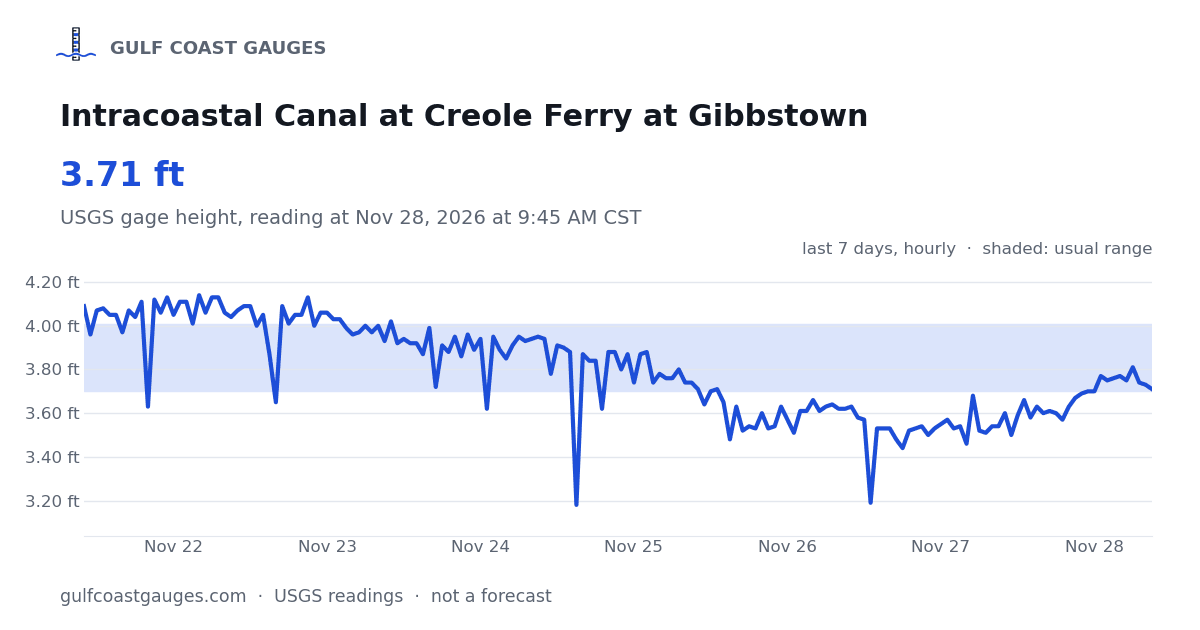 GULF COAST GAUGES
Intracoastal Canal at Creole Ferry at Gibbstown
3.71 ft
USGS gage height, reading at Nov 28, 2026 at 9:45 AM CST
last 7 days, hourly · shaded: usual range
4.20 ft
4.00 ft
3.80 ft
3.60 ft
3.40 ft
3.20 ft
Nov 22 Nov 23 Nov 24 Nov 25 Nov 26 Nov 27 Nov 28
gulfcoastgauges.com · USGS readings · not a forecast